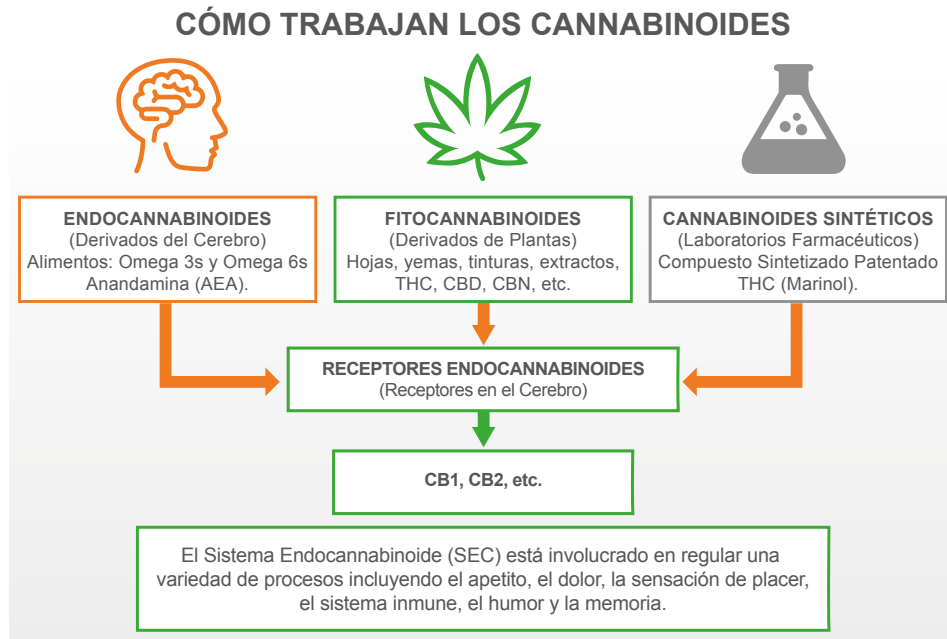 CÓMO TRABAJAN LOS CANNABINOIDES
ENDOCANNABINOIDES
(Derivados del Cerebro)
Alimentos: Omega 3s y Omega 6s
Anandamina (AEA).
FITOCANNABINOIDES
(Derivados de Plantas)
Hojas, yemas, tinturas, extractos,
THC, CBD, CBN, etc.
CANNABINOIDES SINTÉTICOS
(Laboratorios Farmacéuticos)
Compuesto Sintetizado Patentado
THC (Marinol).
RECEPTORES ENDOCANNABINOIDES
(Receptores en el Cerebro)
CB1, CB2, etc.
El Sistema Endocannabinoide (SEC) está involucrado en regular una
variedad de procesos incluyendo el apetito, el dolor, la sensación de placer,
el sistema inmune, el humor y la memoria.